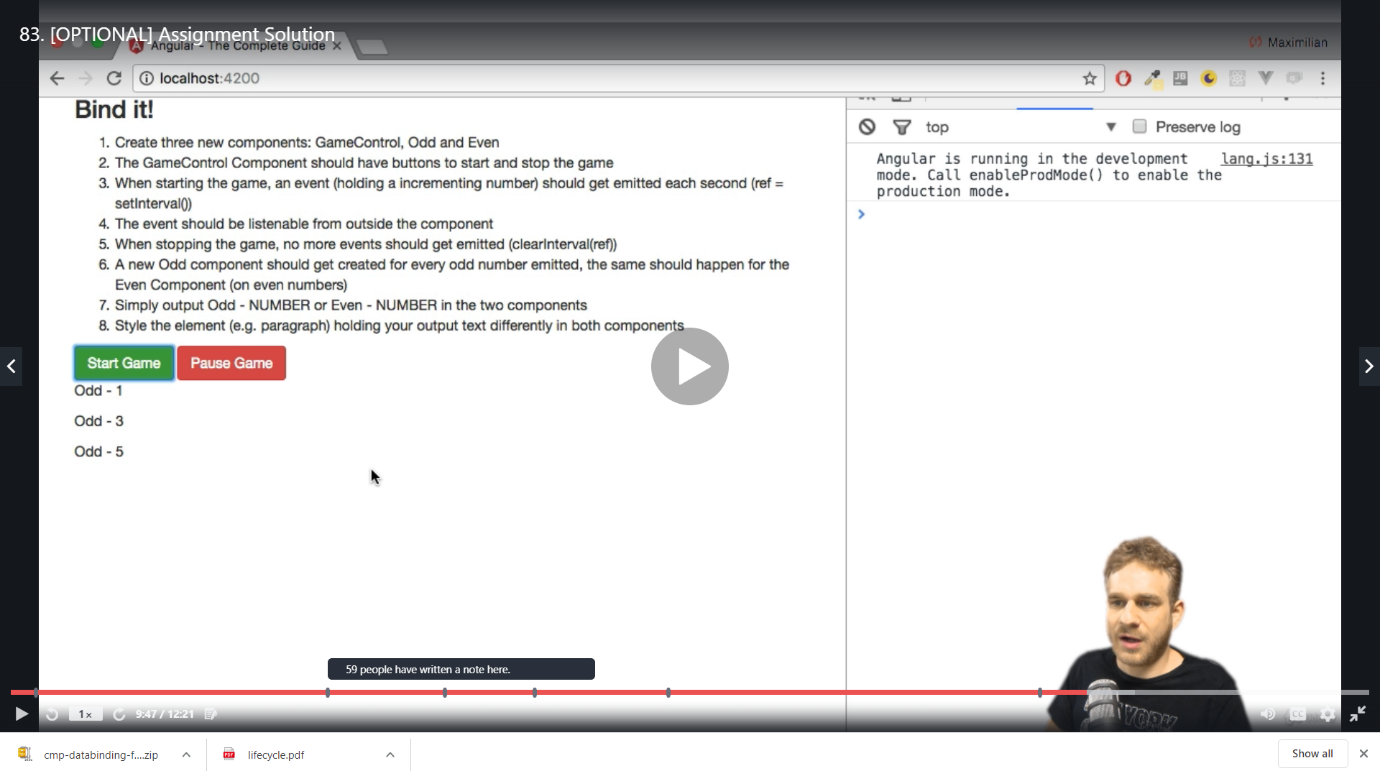 83. [OPTIONAL] Assignment Solution
Angular - The Complete Guide
Maximilian
localhost:4200
Bind it!
1. Create three new components: GameControl, Odd and Even
2. The GameControl Component should have buttons to start and stop the game
3. When starting the game, an event (holding a incrementing number) should get emitted each second (ref =
setInterval())
4. The event should be listenable from outside the component
5. When stopping the game, no more events should get emitted (clearInterval(ref))
6. A new Odd component should get created for every odd number emitted, the same should happen for the
Even Component (on even numbers)
7. Simply output Odd - NUMBER or Even - NUMBER in the two components
8. Style the element (e.g. paragraph) holding your output text differently in both components
Start Game Pause Game
Odd - 1
Odd - 3
Odd - 5
top Preserve log
Angular is running in the development lang.js:131
mode. Call enableProdMode() to enable the
production mode.
59 people have written a note here.
1x 9:47 / 12:21
CC
YORK
cmp-databinding-f....zip lifecycle.pdf Show all